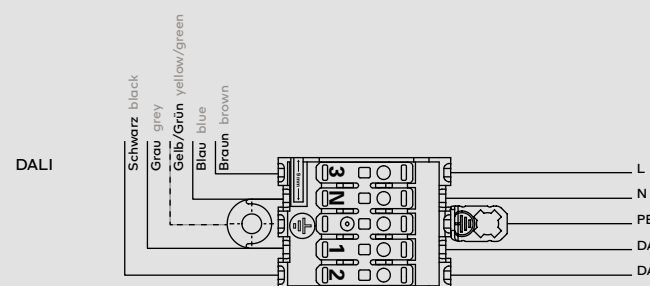 Schwarz black
Grau grey
Gelb/Grün yellow/green
Blau blue
Braun brown
DALI
3
N
1
2
L
N
PE
DA
DA